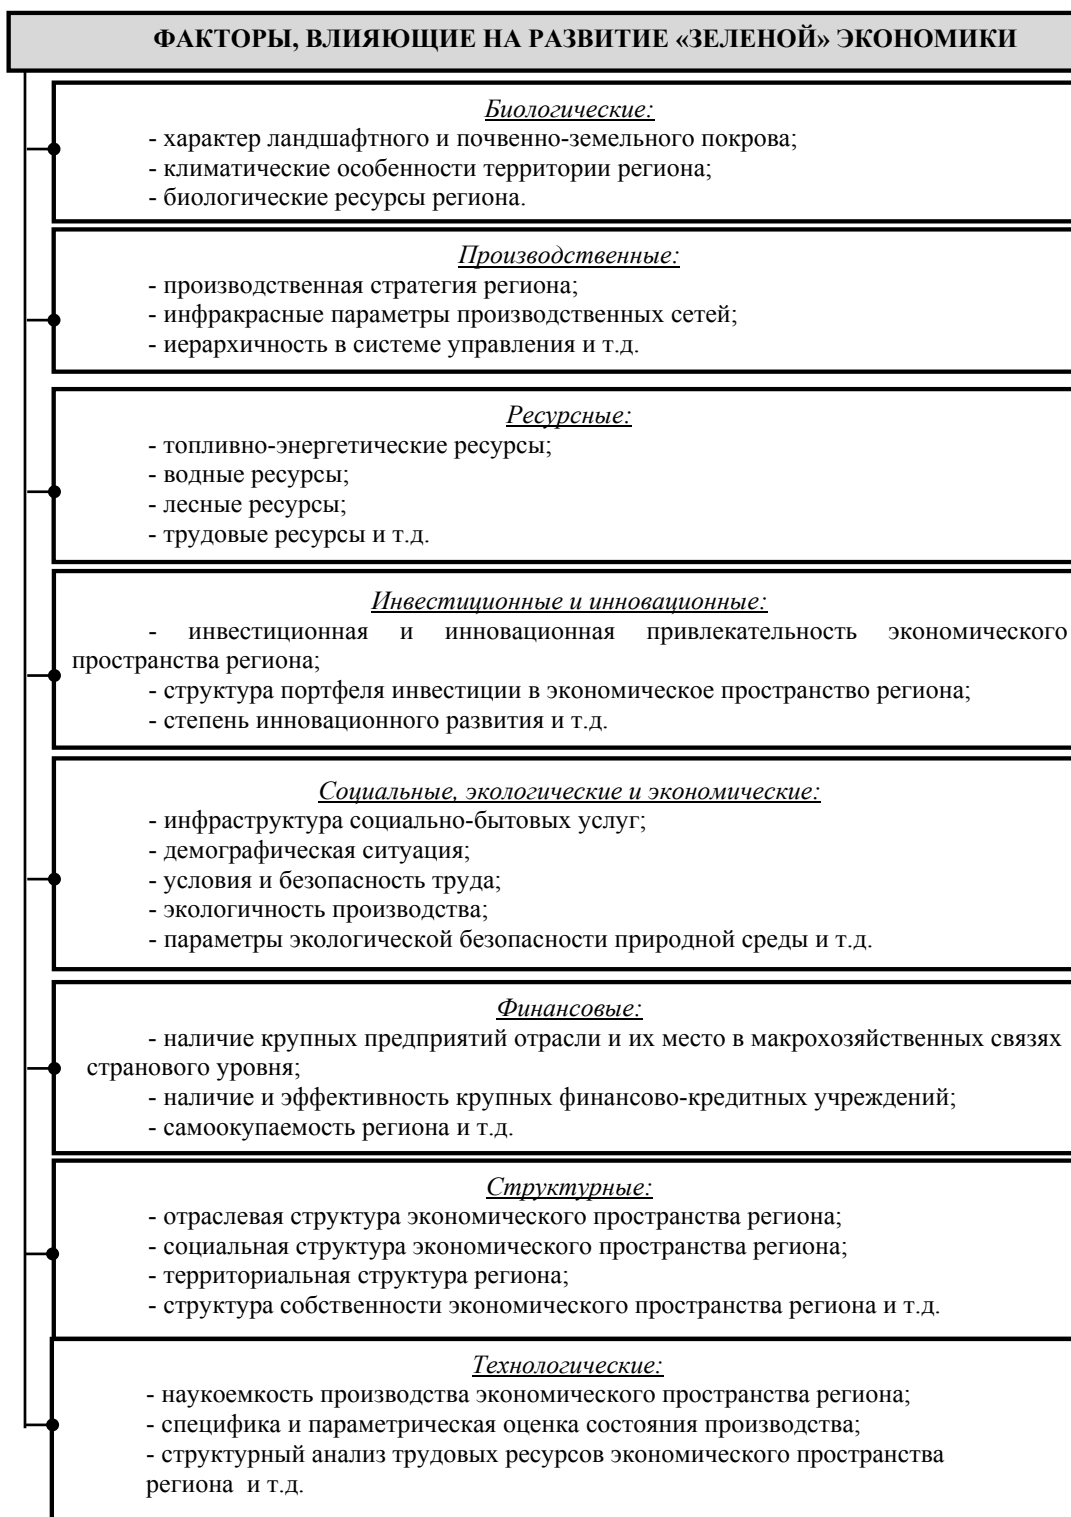 ФАКТОРЫ, ВЛИЯЮЩИЕ НА РАЗВИТИЕ «ЗЕЛЕНОЙ» ЭКОНОМИКИ
Биологические:
- характер ландшафтного и почвенно-земельного покрова;
- климатические особенности территории региона;
- биологические ресурсы региона.
Производственные:
- производственная стратегия региона;
- инфракрасные параметры производственных сетей;
- иерархичность в системе управления и т.д.
Ресурсные:
- топливно-энергетические ресурсы;
- водные ресурсы;
- лесные ресурсы;
- трудовые ресурсы и т.д.
Инвестиционные и инновационные:
- инвестиционная и инновационная привлекательность экономического
пространства региона;
- структура портфеля инвестиции в экономическое пространство региона;
- степень инновационного развития и т.д.
Социальные, экологические и экономические:
- инфраструктура социально-бытовых услуг;
- демографическая ситуация;
- условия и безопасность труда;
- экологичность производства;
- параметры экологической безопасности природной среды и т.д.
Финансовые:
- наличие крупных предприятий отрасли и их место в макрохозяйственных связях
странового уровня;
- наличие и эффективность крупных финансово-кредитных учреждений;
- самоокупаемость региона и т.д.
Структурные:
- отраслевая структура экономического пространства региона;
- социальная структура экономического пространства региона;
- территориальная структура региона;
- структура собственности экономического пространства региона и т.д.
Технологические:
- наукоемкость производства экономического пространства региона;
- специфика и параметрическая оценка состояния производства;
- структурный анализ трудовых ресурсов экономического пространства
региона и т.д.